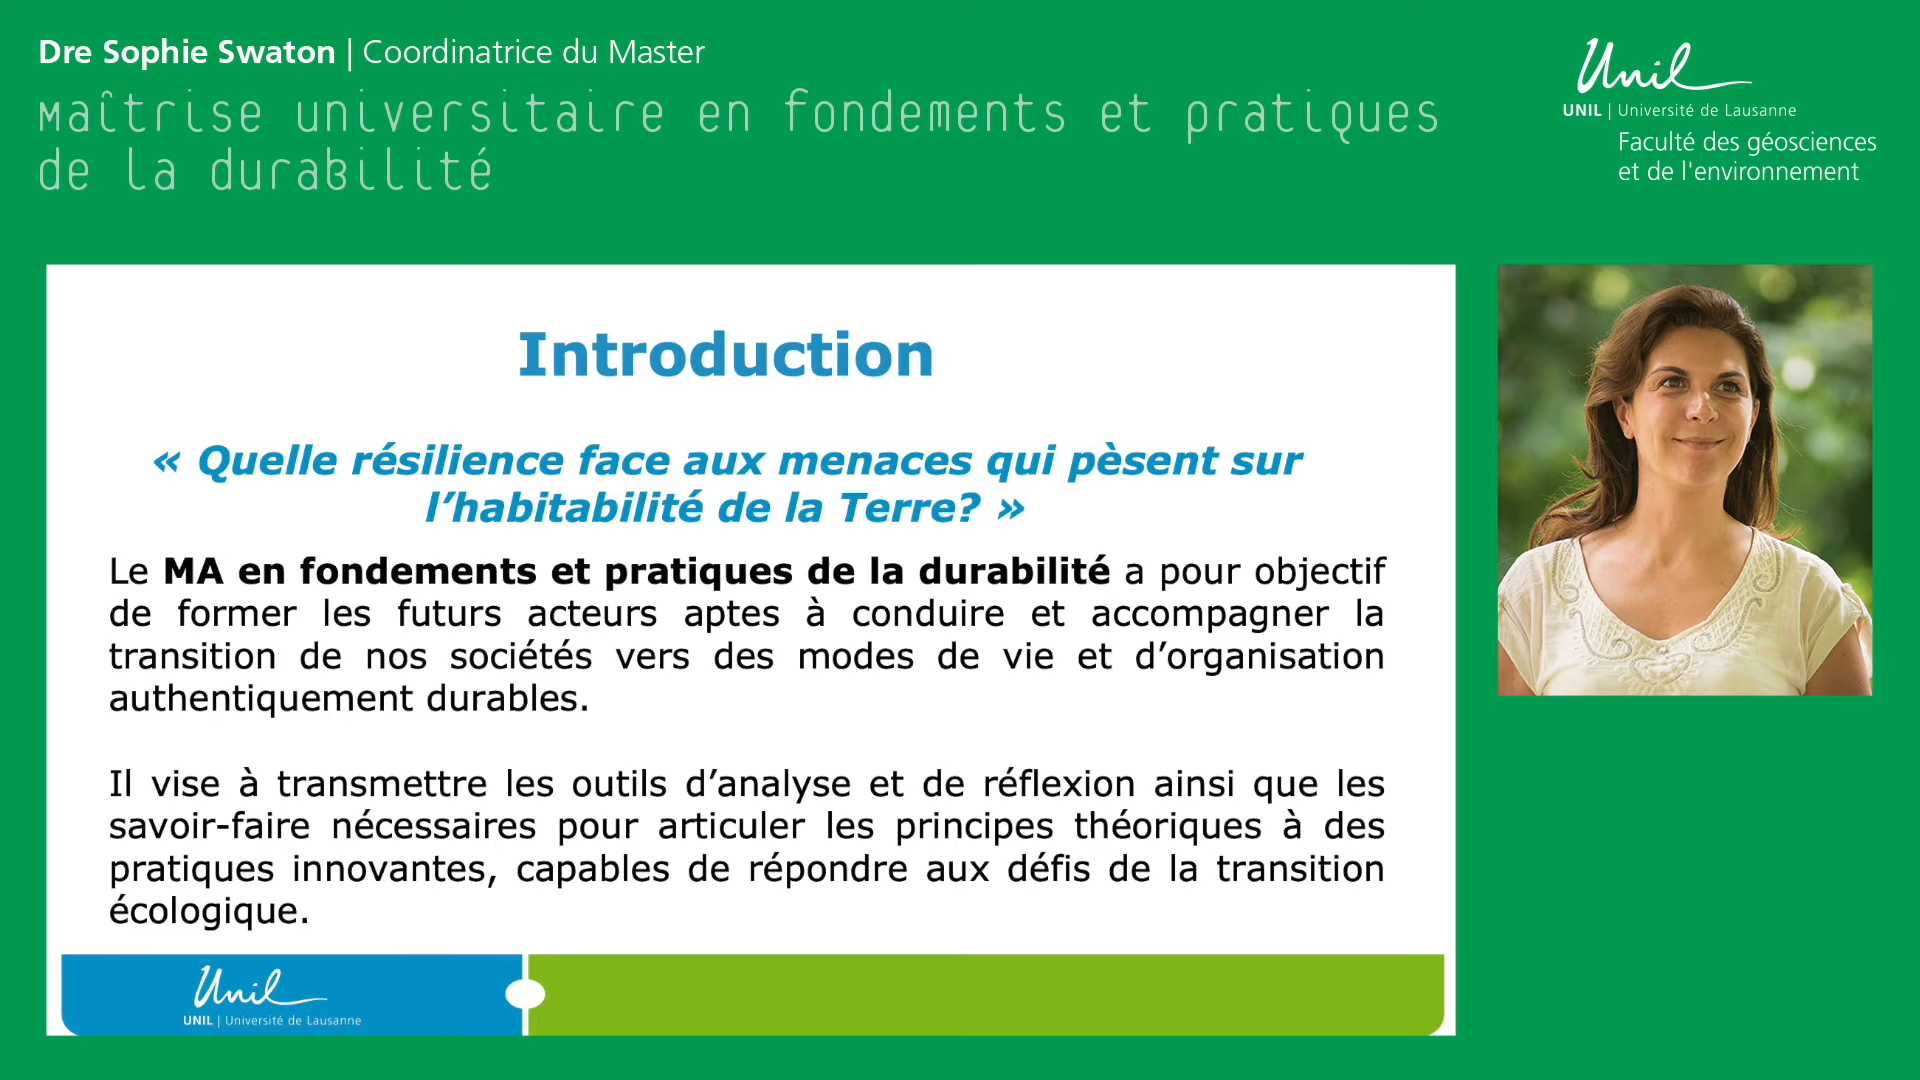 Dre Sophie Swaton | Coordinatrice du Master
Maîtrise universitaire en fondements et pratiques
de la durabilité
Unil
UNIL | Université de Lausanne
Faculté des géosciences
et de l'environnement
Introduction
« Quelle résilience face aux menaces qui pèsent sur
l’habitabilité de la Terre? »
Le MA en fondements et pratiques de la durabilité a pour objectif
de former les futurs acteurs aptes à conduire et accompagner la
transition de nos sociétés vers des modes de vie et d’organisation
authentiquement durables.
Il vise à transmettre les outils d’analyse et de réflexion ainsi que les
savoir-faire nécessaires pour articuler les principes théoriques à des
pratiques innovantes, capables de répondre aux défis de la transition
écologique.
Unil
UNIL | Université de Lausanne